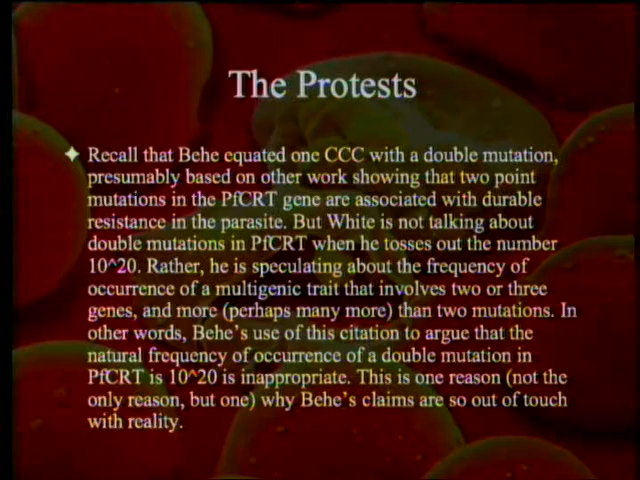 The Protests
Recall that Behe equated one CCC with a double mutation,
presumably based on other work showing that two point
mutations in the PfCRT gene are associated with durable
resistance in the parasite. But White is not talking about
double mutations in PfCRT when he tosses out the number
10^20. Rather, he is speculating about the frequency of
occurrence of a multigenic trait that involves two or three
genes, and more (perhaps many more) than two mutations. In
other words, Behe's use of this citation to argue that the
natural frequency of occurrence of a double mutation in
PfCRT is 10^20 is inappropriate. This is one reason (not the
only reason, but one) why Behe's claims are so out of touch
with reality.